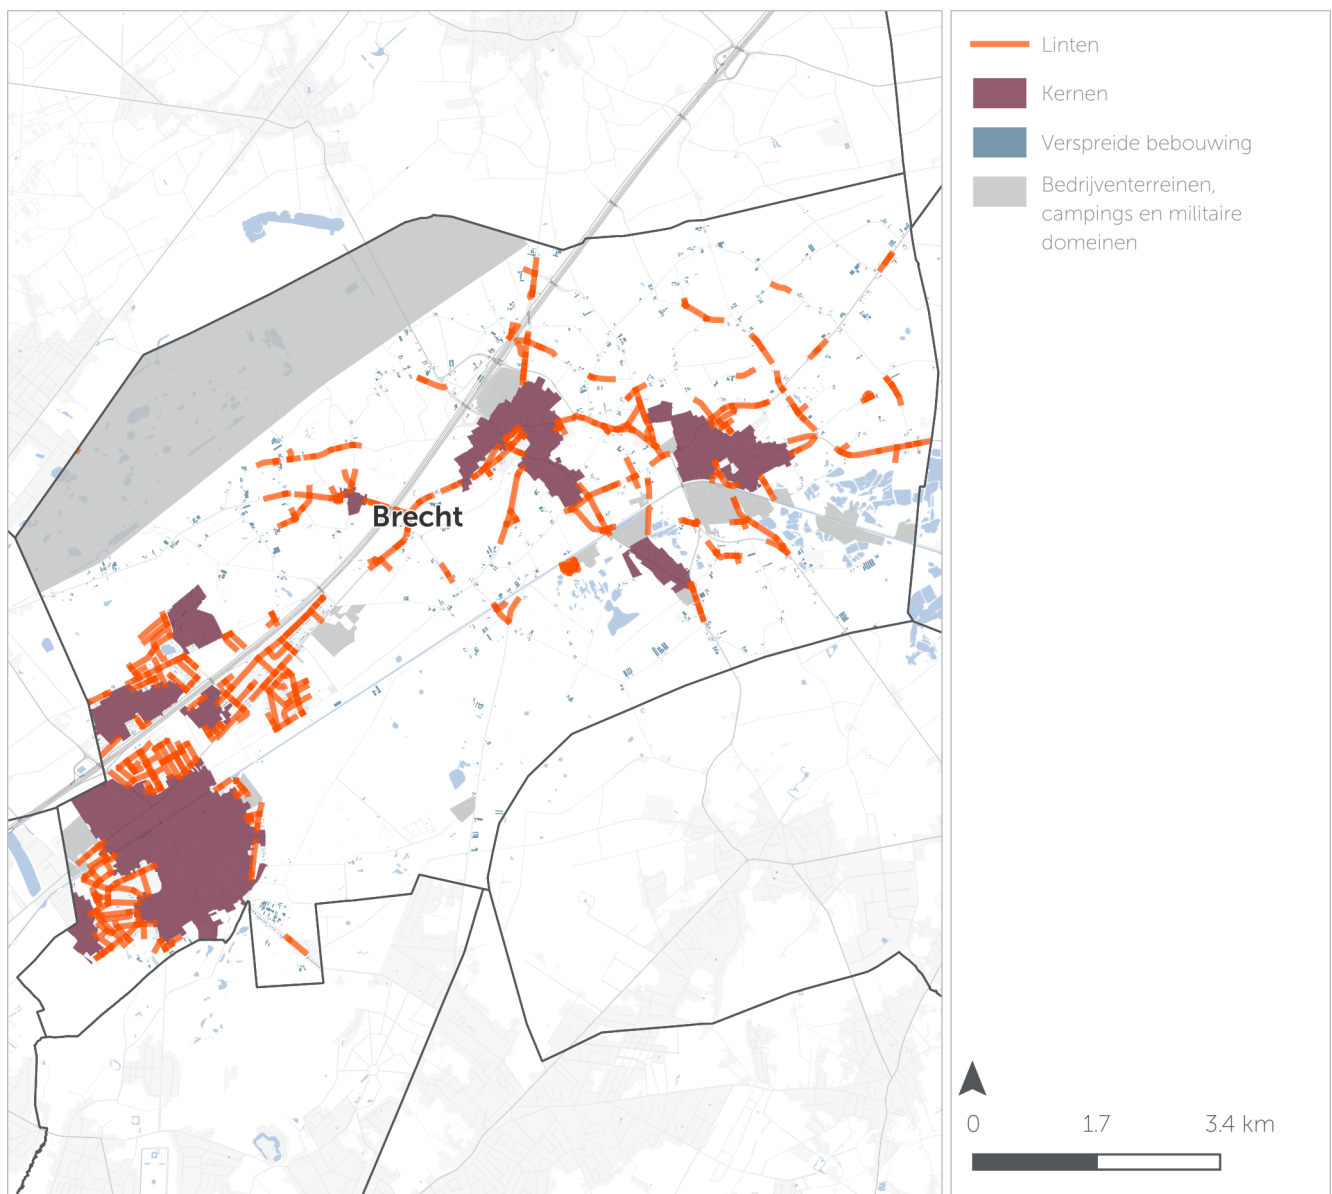 Linten
Kernen
Verspreide bebouwing
Bedrijventerreinen,
campings en militaire
domeinen
Brecht
0 1.7 3.4 km